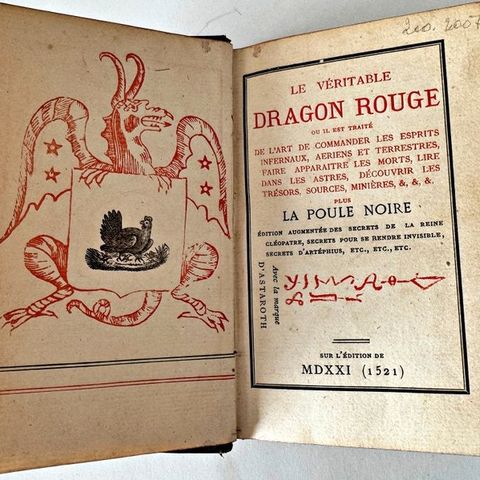 LE VÉRITABLE
DRAGON ROUGE
OU IL EST TRAITÉ
DE L'ART DE COMMANDER LES ESPRITS
INFERNAUX, AERIENS ET TERRESTRES,
FAIRE APPARAITRE LES MORTS, LIRE
DANS LES ASTRES, DÉCOUVRIR LES
TRÉSORS, SOURCES, MINIÈRES, &, &, &.
PLUS
LA POULE NOIRE
ÉDITION AUGMENTÉE DES SECRETS DE LA REINE
CLÉOPATRE, SECRETS POUR SE RENDRE INVISIBLE,
SECRETS D'ARTÉPHIUS, ETC., ETC., ETC.
Avec la marque
D'ASTAROTH
SUR L'ÉDITION DE
MDXXI (1521)